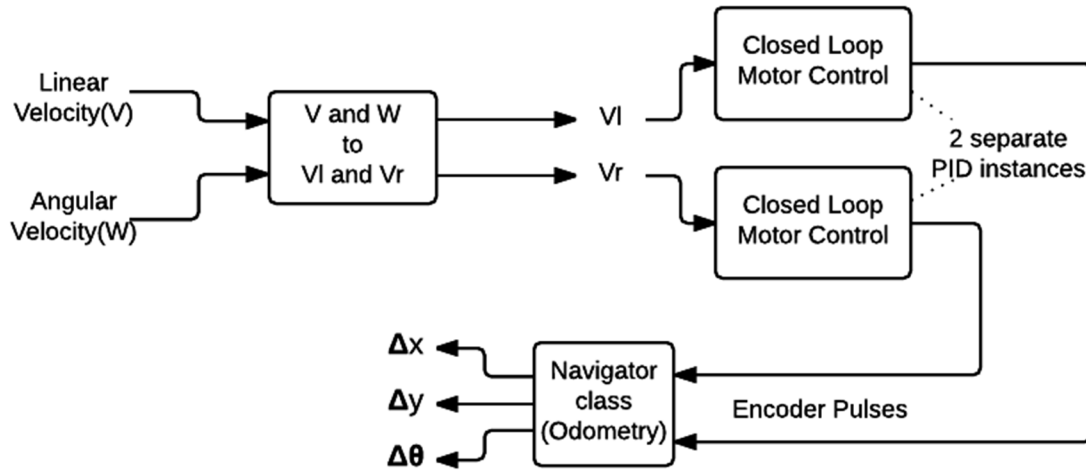 Linear
Velocity(V)
Angular
Velocity(W)
V and W
to
Vl and Vr
Vl
Vr
Closed Loop
Motor Control
Closed Loop
Motor Control
2 separate
PID instances
Δx
Δy
Δθ
Navigator
class
(Odometry)
Encoder Pulses